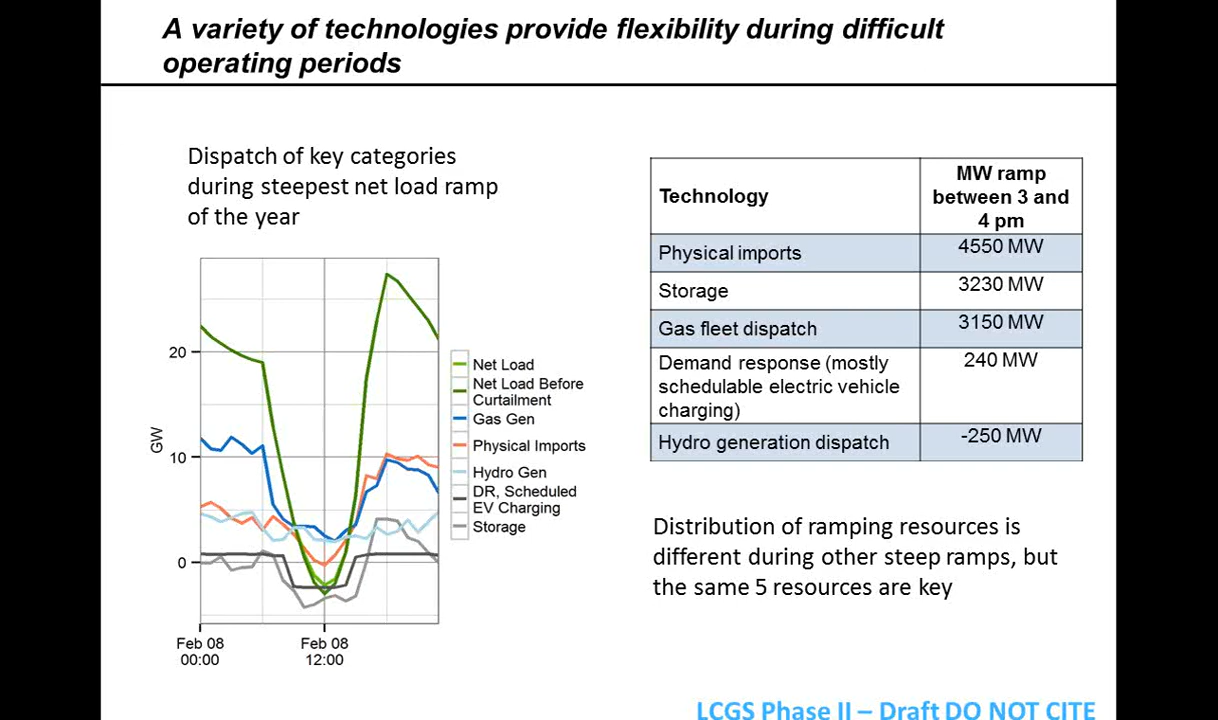 A variety of technologies provide flexibility during difficult
operating periods
Dispatch of key categories
during steepest net load ramp
of the year
20
10
0
GW
Feb 08
00:00
Feb 08
12:00
Net Load
Net Load Before
Curtailment
Gas Gen
Physical Imports
Hydro Gen
DR, Scheduled
EV Charging
Storage
Technology
MW ramp
between 3 and
4 pm
Physical imports
4550 MW
Storage
3230 MW
Gas fleet dispatch
3150 MW
Demand response (mostly
schedulable electric vehicle
charging)
240 MW
Hydro generation dispatch
-250 MW
Distribution of ramping resources is
different during other steep ramps, but
the same 5 resources are key
LCGS Phase II – Draft DO NOT CITE